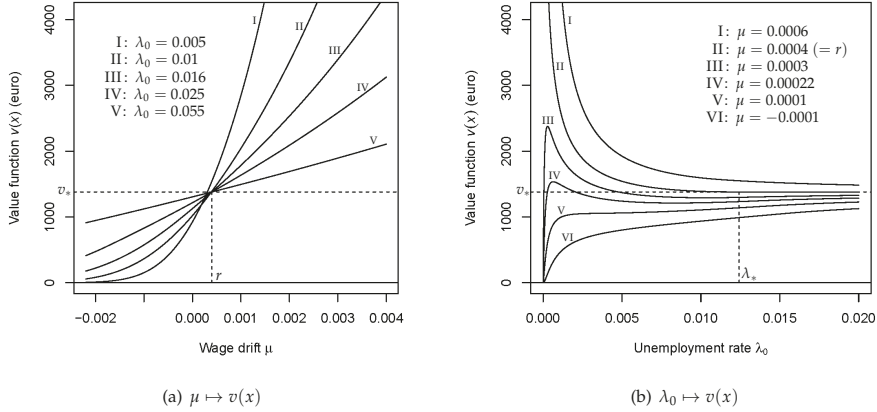 Value function v(x) (euro)
4000
3000
2000
1000
0
v*
I: λ0 = 0.005
II: λ0 = 0.01
III: λ0 = 0.016
IV: λ0 = 0.025
V: λ0 = 0.055
I
II
III
IV
V
r
−0.002
0.000
0.001
0.002
0.003
0.004
Wage drift μ
(a) μ ↦ v(x)
Value function v(x) (euro)
4000
3000
2000
1000
0
v*
I: μ = 0.0006
II: μ = 0.0004 (= r)
III: μ = 0.0003
IV: μ = 0.00022
V: μ = 0.0001
VI: μ = −0.0001
I
II
III
IV
V
VI
λ*
0.000
0.005
0.010
0.015
0.020
Unemployment rate λ0
(b) λ0 ↦ v(x)